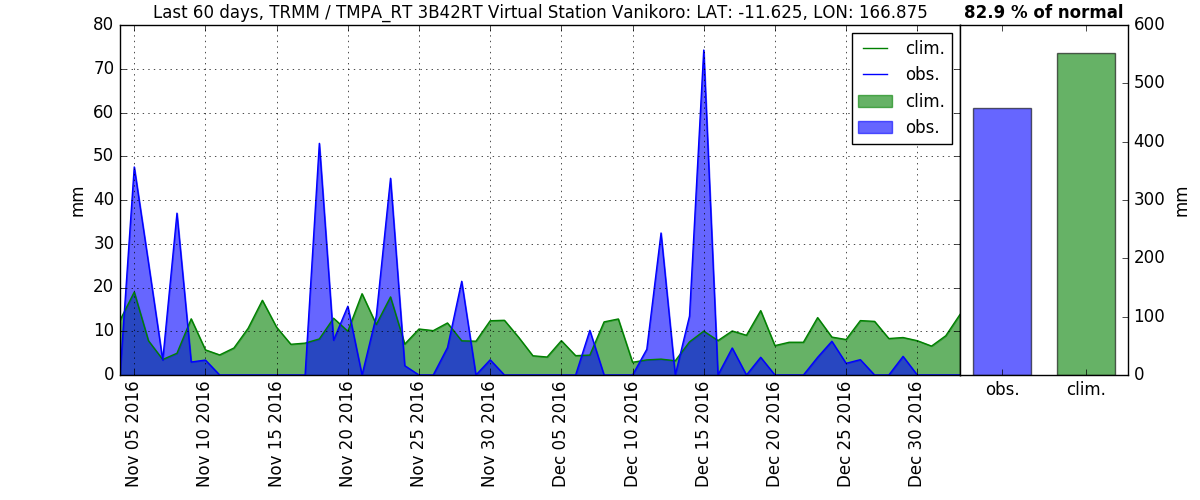 Last 60 days, TRMM / TMPA_RT 3B42RT Virtual Station Vanikoro: LAT: -11.625, LON: 166.875
82.9 % of normal
80
70
60
50
40
30
20
10
0
mm
clim.
obs.
clim.
obs.
Nov 05 2016
Nov 10 2016
Nov 15 2016
Nov 20 2016
Nov 25 2016
Nov 30 2016
Dec 05 2016
Dec 10 2016
Dec 15 2016
Dec 20 2016
Dec 25 2016
Dec 30 2016
600
500
400
300
200
100
0
mm
obs.
clim.